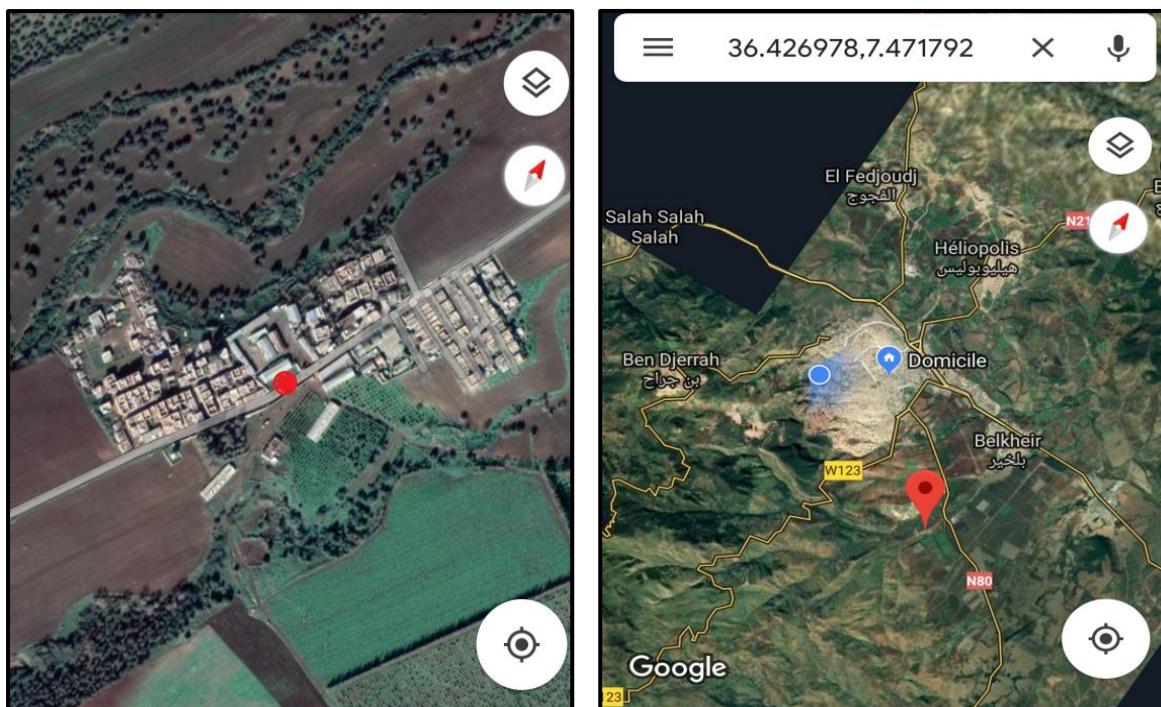 36.426978,7.471792
El Fedjoudj
الفجوج
Salah Salah
Salah
N21
Héliopolis
هيليوبوليس
Ben Djerrah
بن جراح
Domicile
Belkheir
بلخير
W123
N80
Google
123